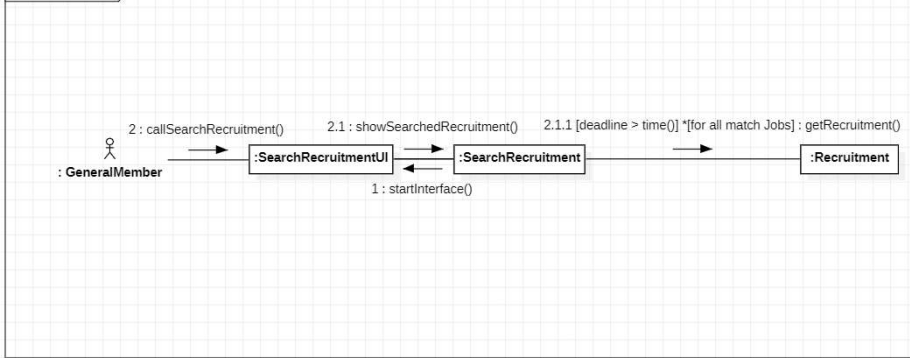 2 : callSearchRecruitment()
2.1 : showSearchedRecruitment()
2.1.1 [deadline > time()] *[for all match Jobs] : getRecruitment()
: GeneralMember
:SearchRecruitmentUI
:SearchRecruitment
:Recruitment
1 : startInterface()